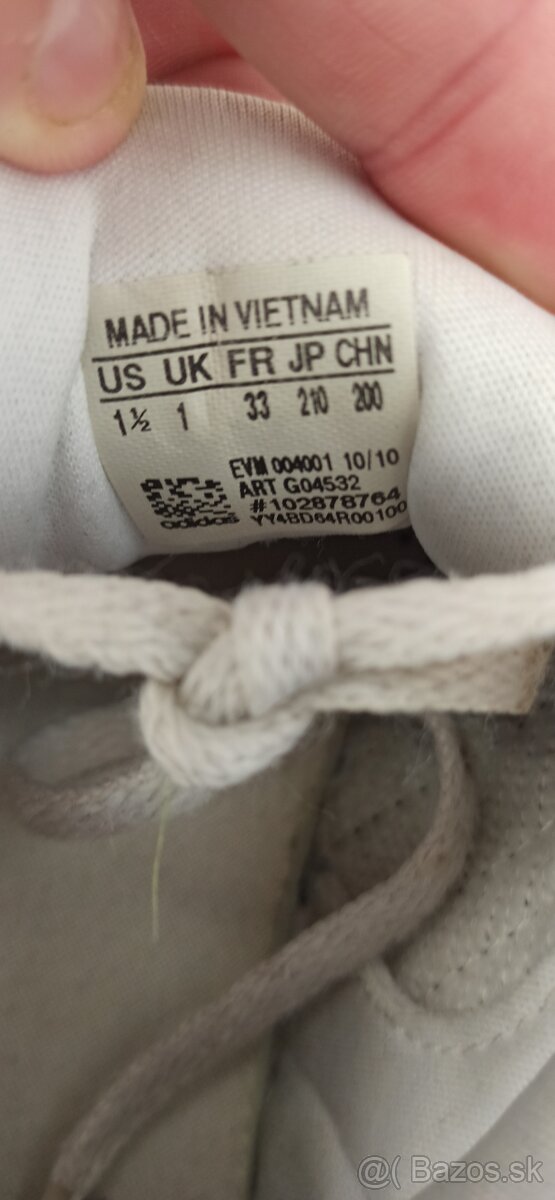 MADE IN VIETNAM
US UK FR JP CHN
1½ 1 33 210 200
EVM 004001 10/10
ART G04532
#102878764
adidas YY4BD64R00100
@( Bazos.sk